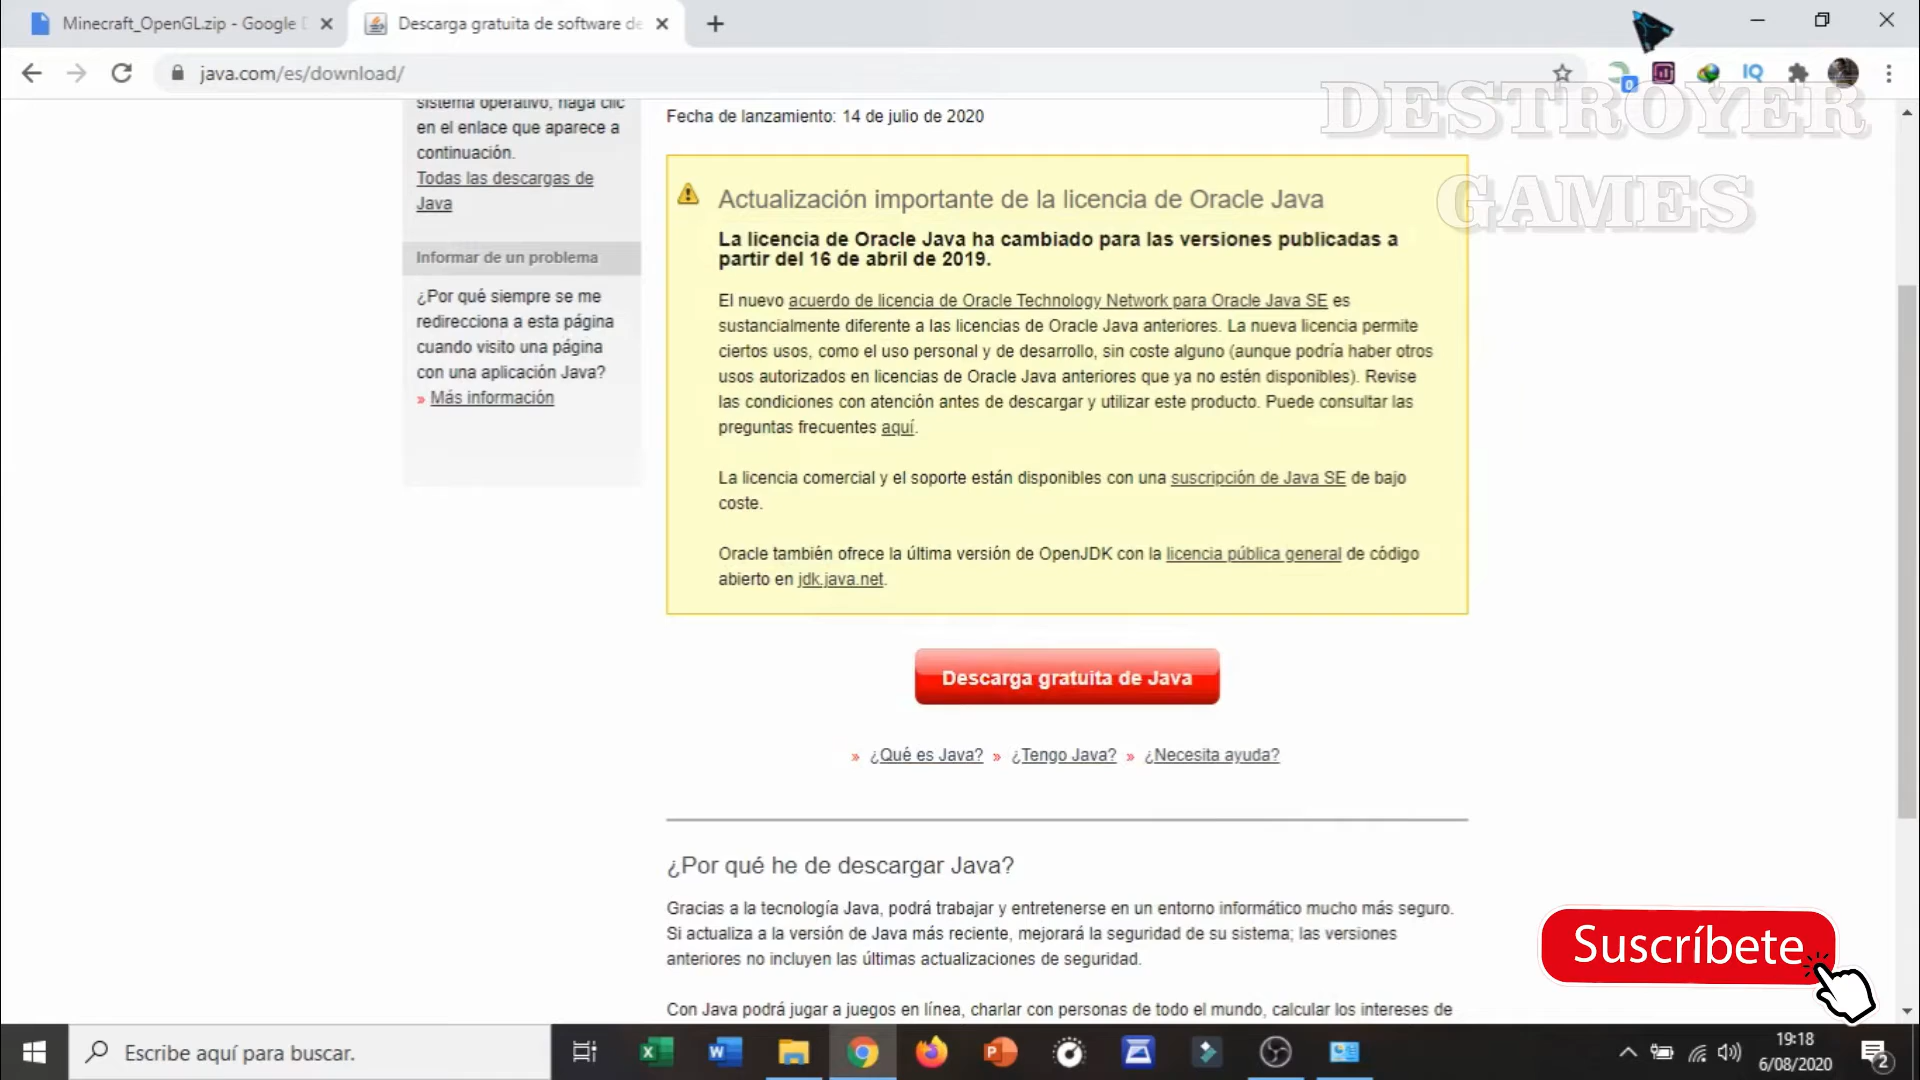 Minecraft_OpenGL.zip - Google D
Descarga gratuita de software de
java.com/es/download/
0
IQ
DESTROYER
GAMES
sistema operativo, haga clic
en el enlace que aparece a
continuación.
Todas las descargas de
Java
Informar de un problema
¿Por qué siempre se me
redirecciona a esta página
cuando visito una página
con una aplicación Java?
» Más información
Fecha de lanzamiento: 14 de julio de 2020
Actualización importante de la licencia de Oracle Java
La licencia de Oracle Java ha cambiado para las versiones publicadas a
partir del 16 de abril de 2019.
El nuevo acuerdo de licencia de Oracle Technology Network para Oracle Java SE es
sustancialmente diferente a las licencias de Oracle Java anteriores. La nueva licencia permite
ciertos usos, como el uso personal y de desarrollo, sin coste alguno (aunque podría haber otros
usos autorizados en licencias de Oracle Java anteriores que ya no estén disponibles). Revise
las condiciones con atención antes de descargar y utilizar este producto. Puede consultar las
preguntas frecuentes aquí.
La licencia comercial y el soporte están disponibles con una suscripción de Java SE de bajo
coste.
Oracle también ofrece la última versión de OpenJDK con la licencia pública general de código
abierto en jdk.java.net.
Descarga gratuita de Java
» ¿Qué es Java? » ¿Tengo Java? » ¿Necesita ayuda?
¿Por qué he de descargar Java?
Gracias a la tecnología Java, podrá trabajar y entretenerse en un entorno informático mucho más seguro.
Si actualiza a la versión de Java más reciente, mejorará la seguridad de su sistema; las versiones
anteriores no incluyen las últimas actualizaciones de seguridad.
Con Java podrá jugar a juegos en línea, charlar con personas de todo el mundo, calcular los intereses de
Suscríbete
Escribe aquí para buscar.
19:18
6/08/2020
2